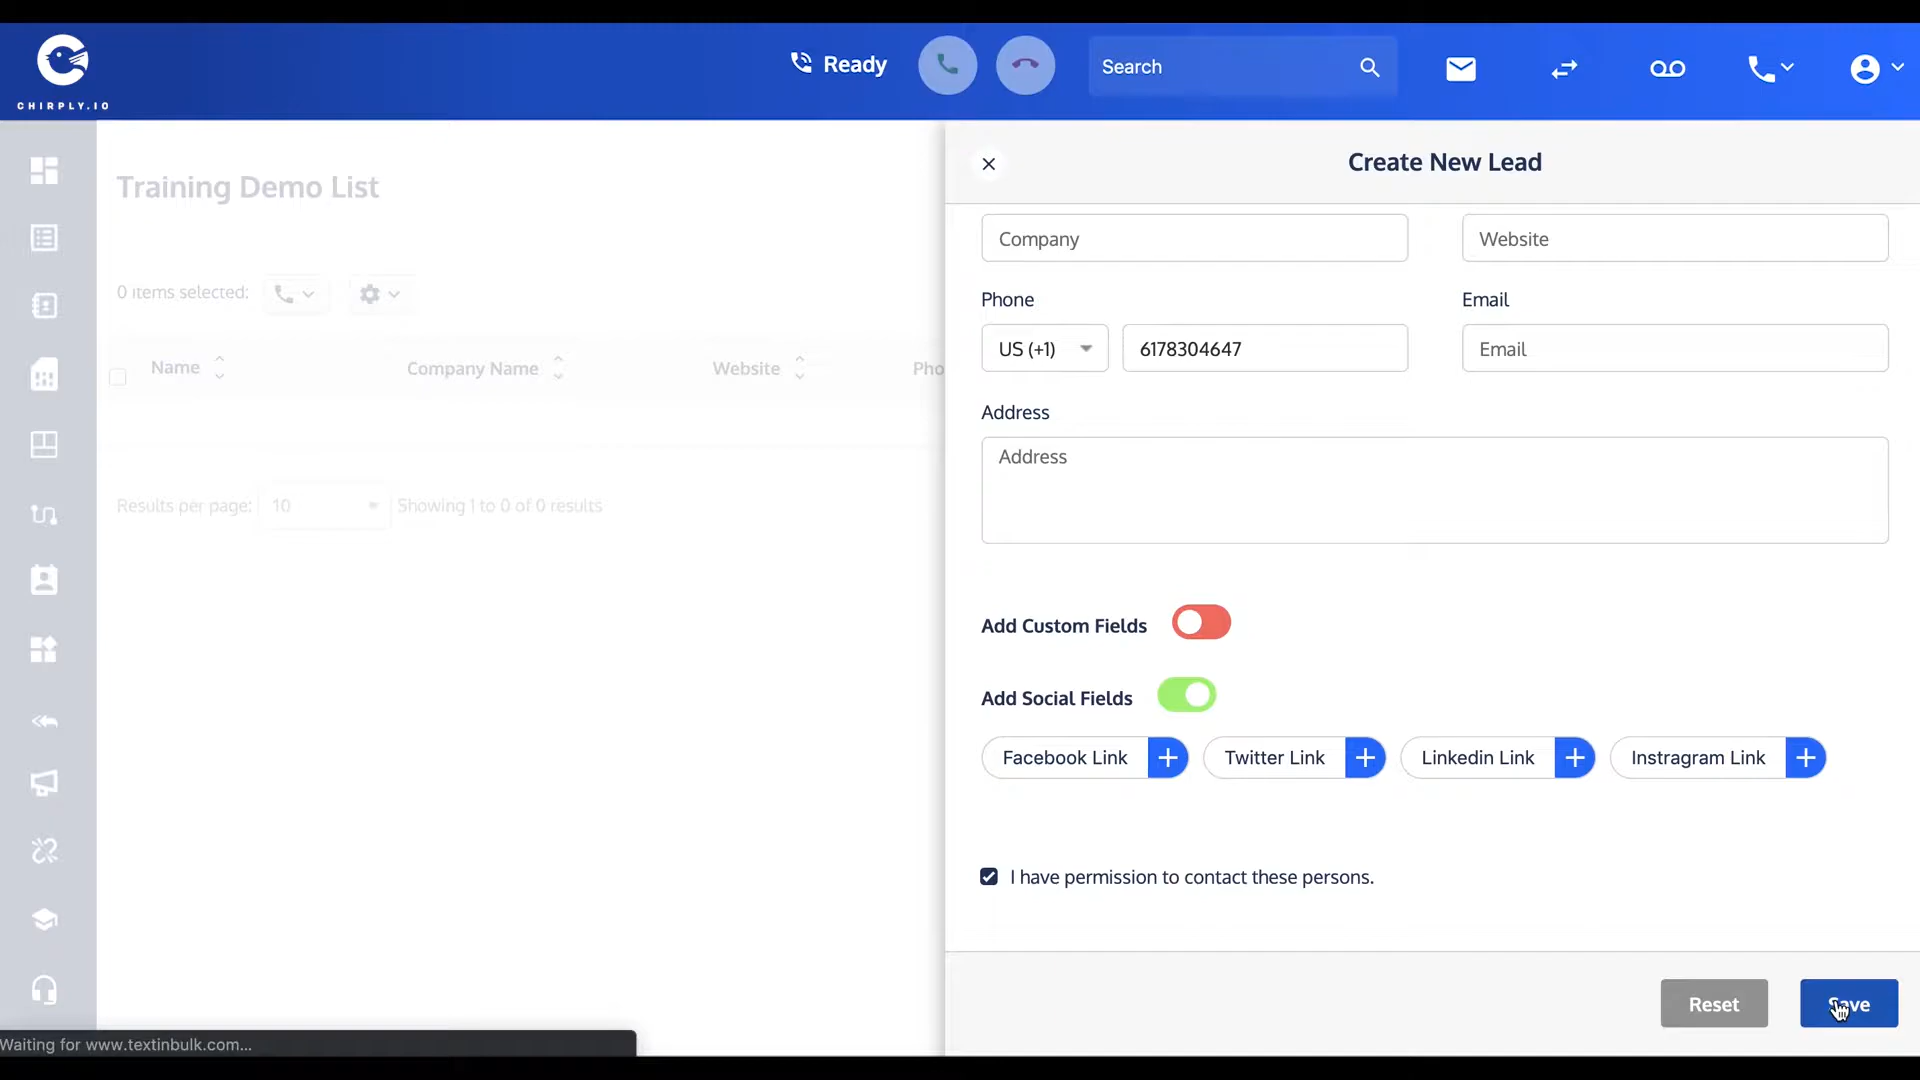 CHIRPLY.IO
Ready
Search
Training Demo List
0 items selected:
Name
Company Name
Website
Pho
Results per page:
10
Showing 1 to 0 of 0 results
Create New Lead
Company
Website
Phone
Email
US (+1)
6178304647
Email
Address
Address
Add Custom Fields
Add Social Fields
Facebook Link
Twitter Link
Linkedin Link
Instragram Link
I have permission to contact these persons.
Reset
Save
Waiting for www.textinbulk.com...